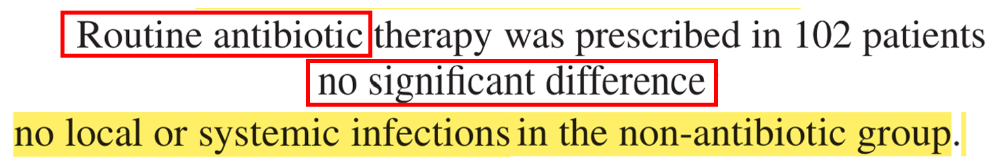 Routine antibiotic therapy was prescribed in 102 patients
no significant difference
no local or systemic infections in the non-antibiotic group.